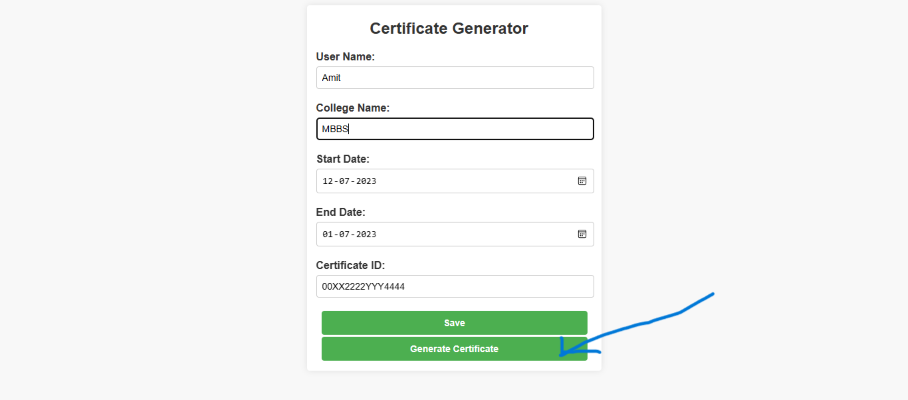 Certificate Generator
User Name:
Amit
College Name:
MBBS
Start Date:
12-07-2023
End Date:
01-07-2023
Certificate ID:
00XX2222YYY4444
Save
Generate Certificate